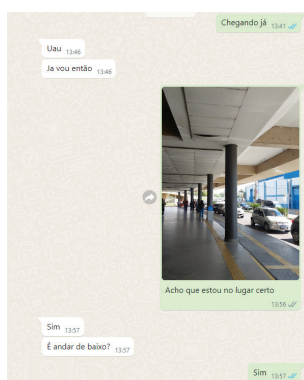 Chegando já 13:41
Uau 13:46
Ja vou então 13:46
Acho que estou no lugar certo
13:56
Sim 13:57
É andar de baixo? 13:57
Sim 13:57